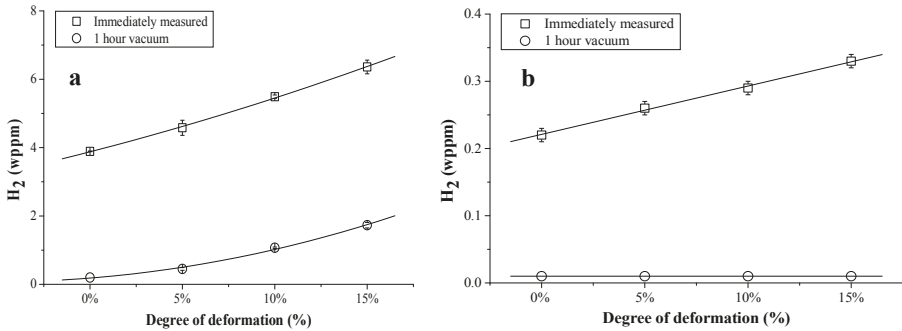 Immediately measured
1 hour vacuum
a
8
6
4
2
0
H2 (wppm)
0%
5%
10%
15%
Degree of deformation (%)
Immediately measured
1 hour vacuum
b
0.4
0.3
0.2
0.1
0.0
H2 (wppm)
0%
5%
10%
15%
Degree of deformation (%)